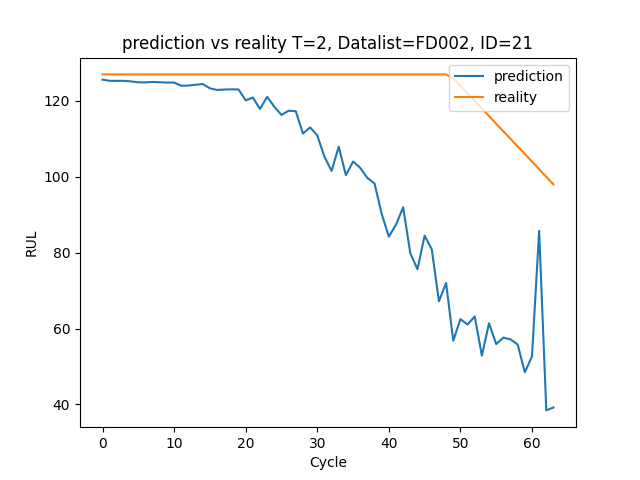 prediction vs reality T=2, Datalist=FD002, ID=21
prediction
reality
120
100
80
60
40
RUL
0 10 20 30 40 50 60
Cycle